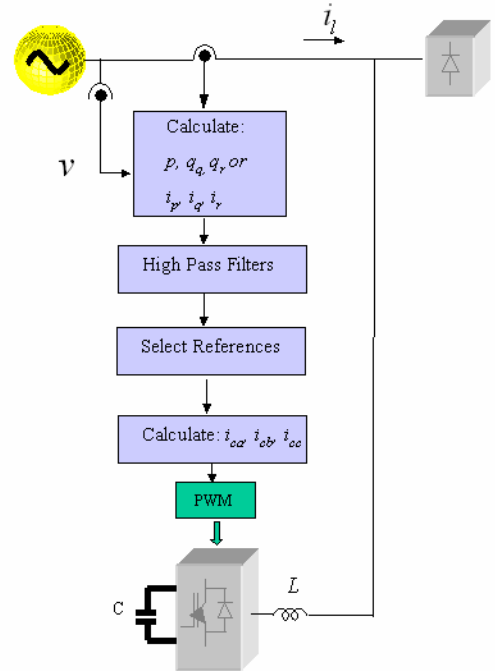 i_l
v
Calculate:
p, q_q, q_r or
i_p, i_q, i_r
High Pass Filters
Select References
Calculate: i_ca, i_cb, i_cc
PWM
C
L